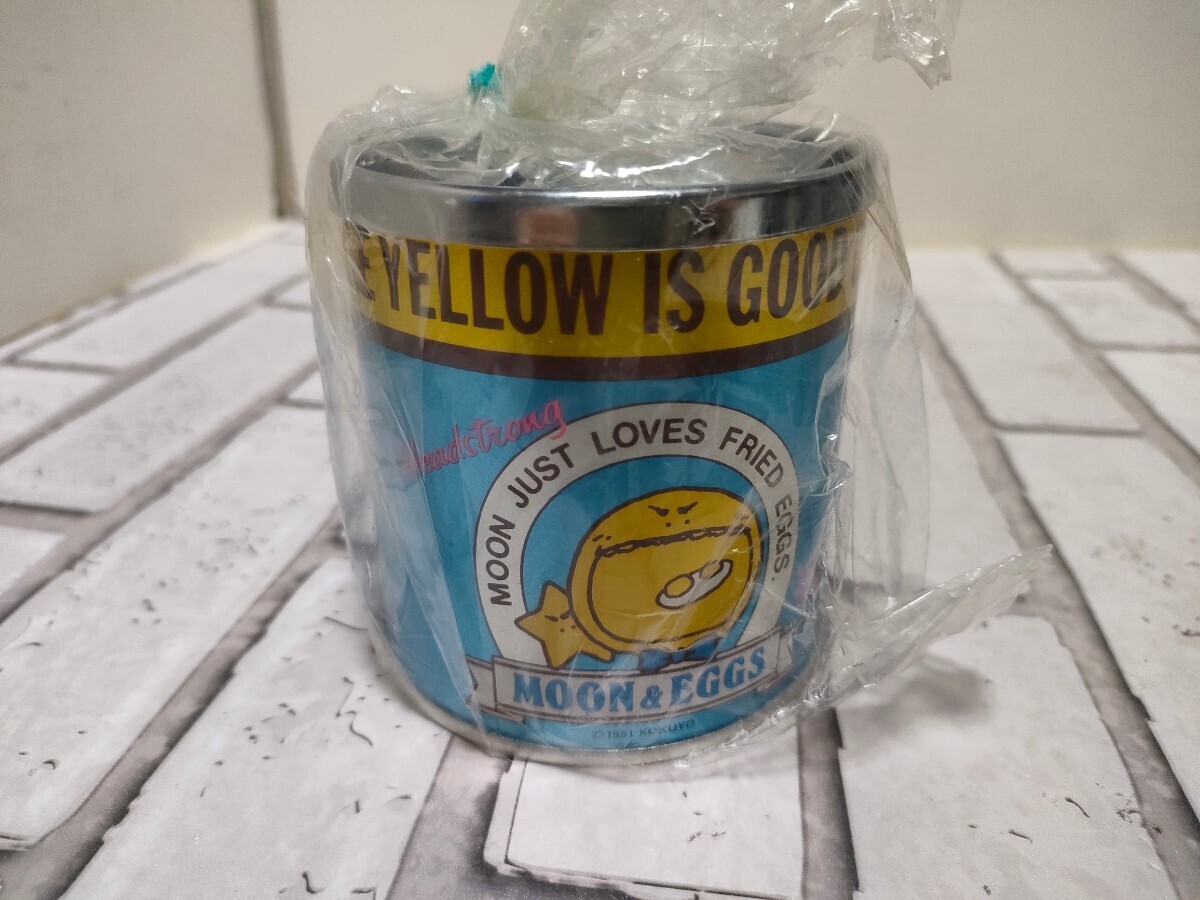 YELLOW IS GOOD
Headstrong
MOON JUST LOVES FRIED EGGS.
MOON & EGGS
©1981 KOKUYO